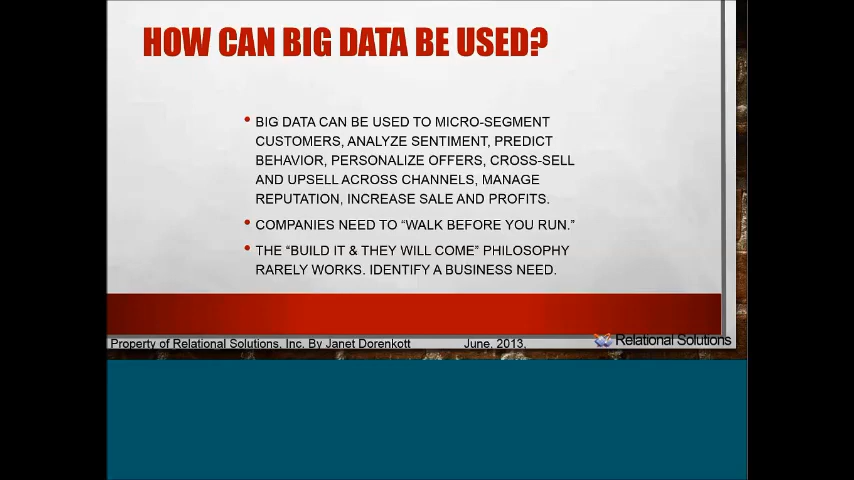 HOW CAN BIG DATA BE USED?
• BIG DATA CAN BE USED TO MICRO-SEGMENT
CUSTOMERS, ANALYZE SENTIMENT, PREDICT
BEHAVIOR, PERSONALIZE OFFERS, CROSS-SELL
AND UPSELL ACROSS CHANNELS, MANAGE
REPUTATION, INCREASE SALE AND PROFITS.
• COMPANIES NEED TO “WALK BEFORE YOU RUN.”
• THE “BUILD IT & THEY WILL COME” PHILOSOPHY
RARELY WORKS. IDENTIFY A BUSINESS NEED.
Property of Relational Solutions, Inc. By Janet Dorenkott June, 2013, Relational Solutions